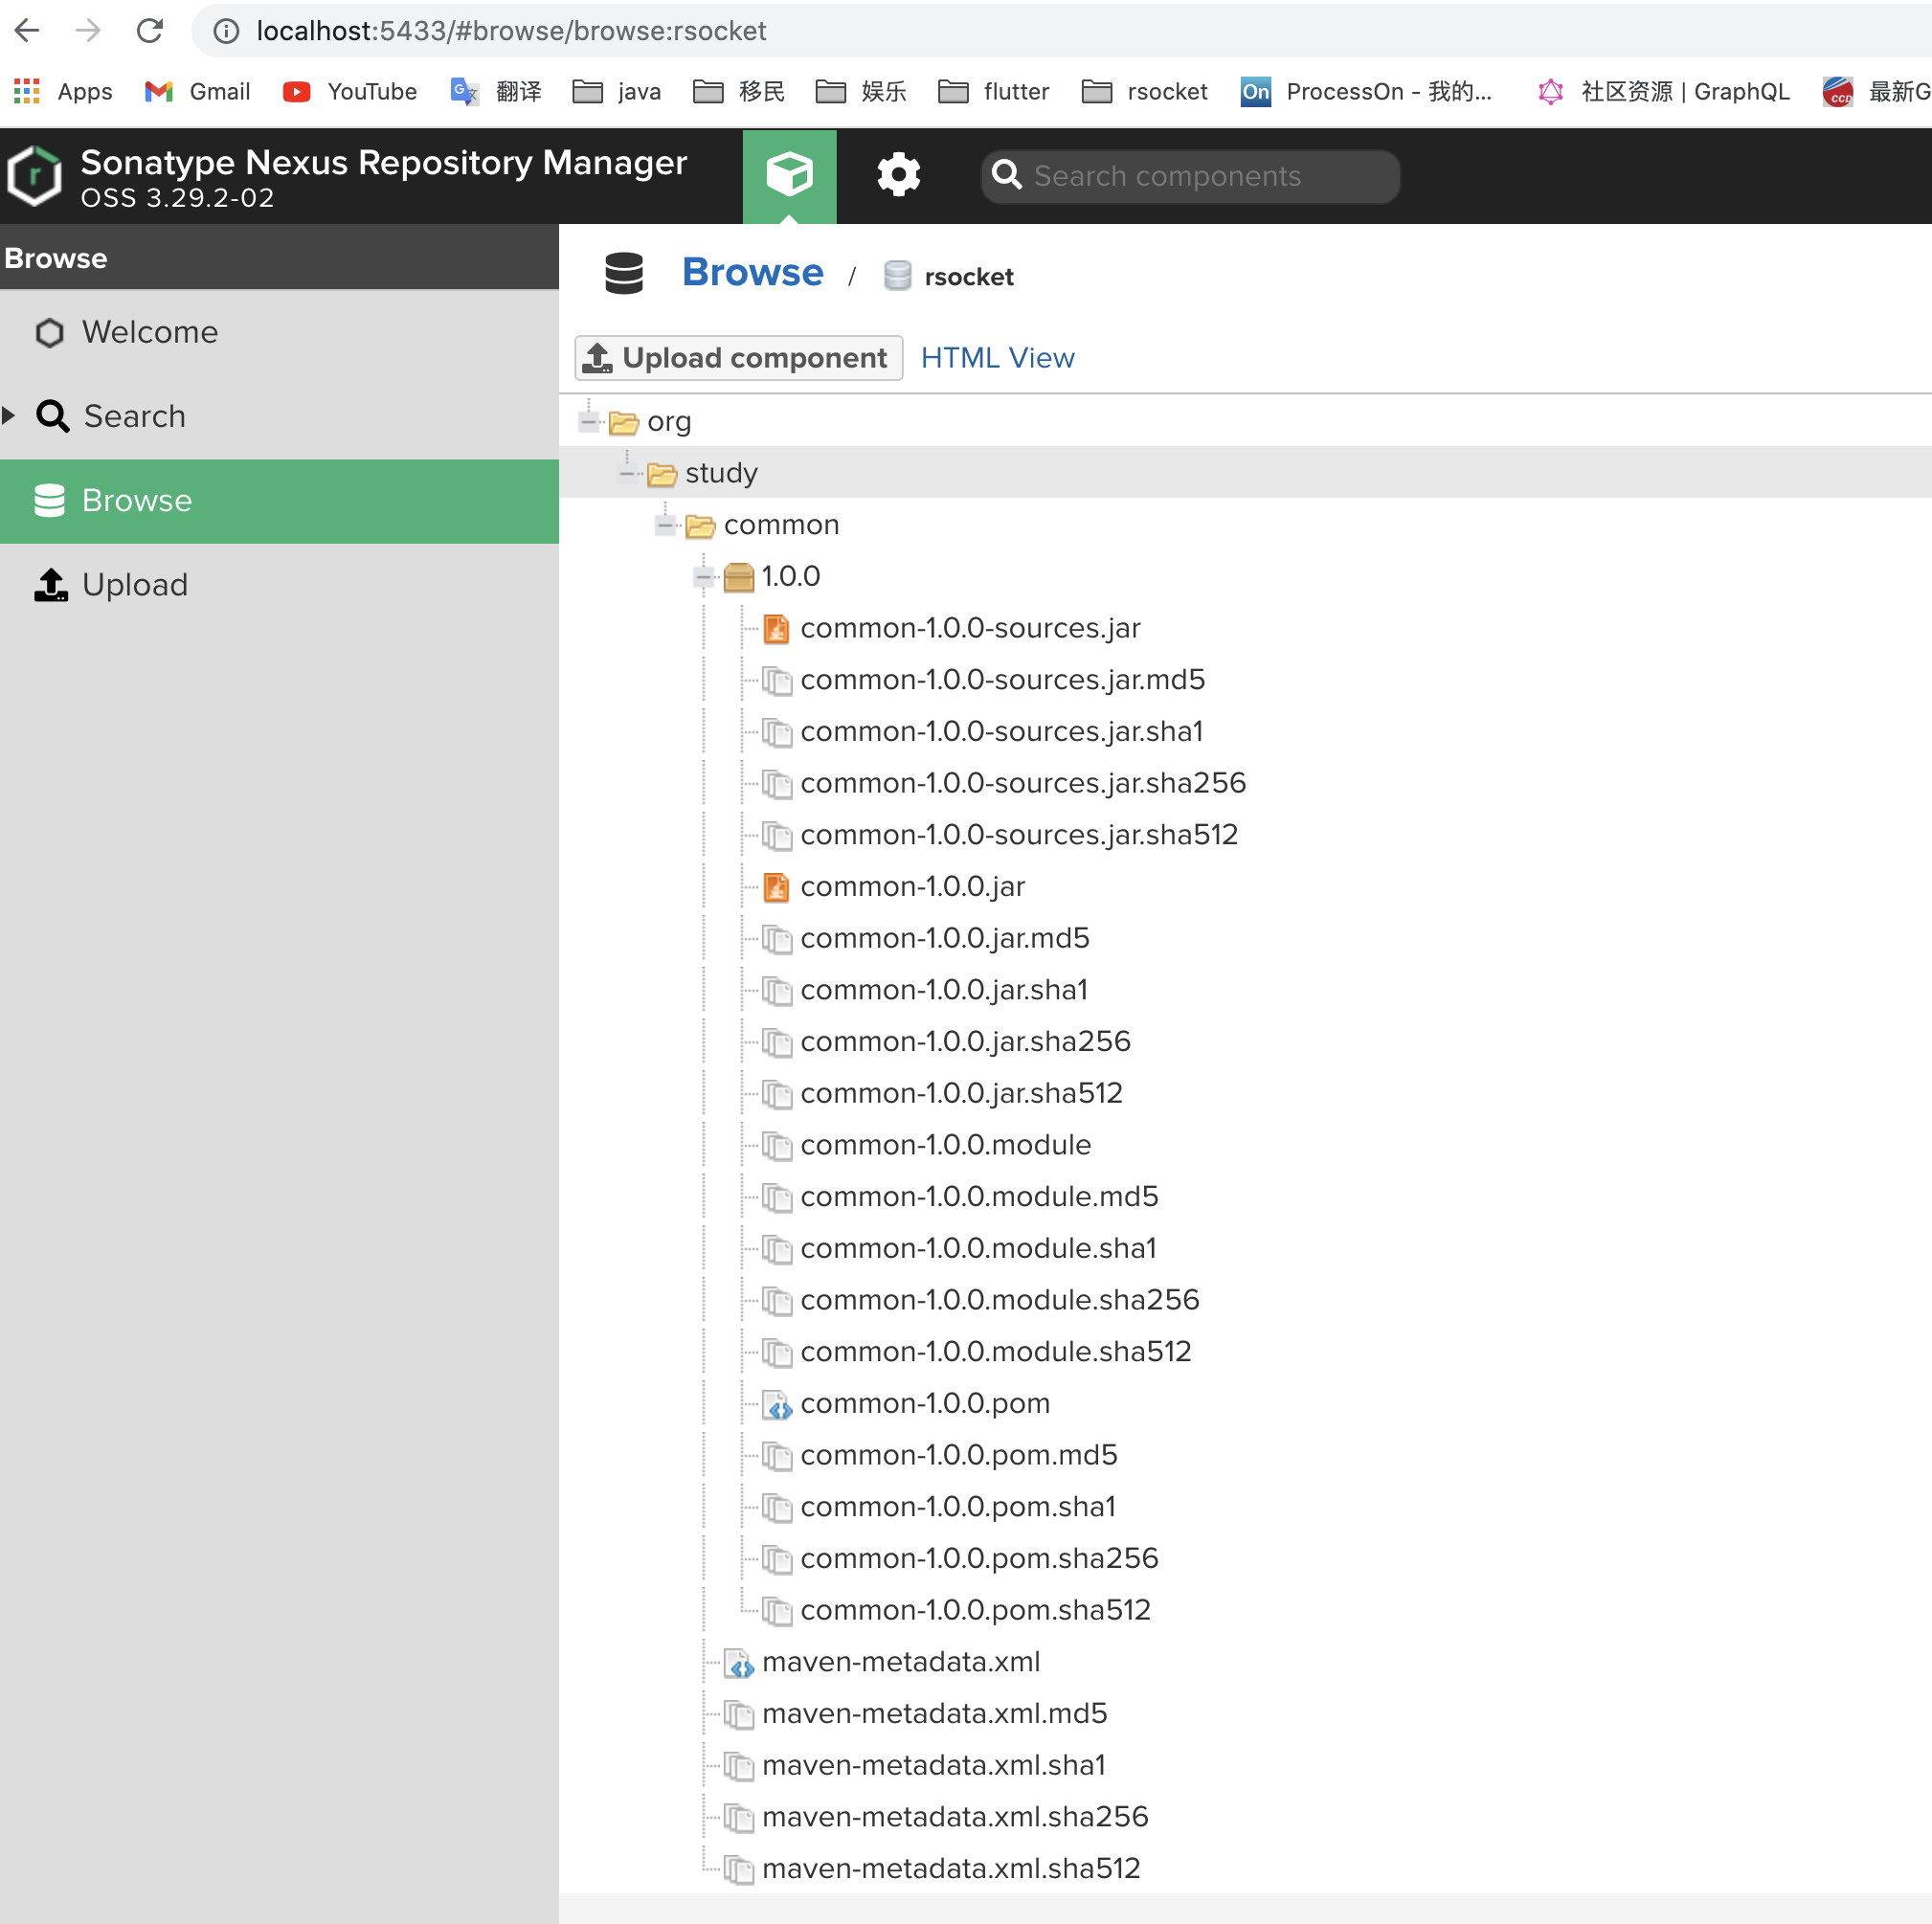 localhost:5433/#browse/browse:rsocket
Apps Gmail YouTube 翻译 java 移民 娱乐 flutter rsocket On ProcessOn - 我的... 社区资源 | GraphQL ccp 最新G
Sonatype Nexus Repository Manager
OSS 3.29.2-02
Search components
Browse
Welcome
Search
Browse
Upload
Browse / rsocket
Upload component HTML View
org
study
common
1.0.0
common-1.0.0-sources.jar
common-1.0.0-sources.jar.md5
common-1.0.0-sources.jar.sha1
common-1.0.0-sources.jar.sha256
common-1.0.0-sources.jar.sha512
common-1.0.0.jar
common-1.0.0.jar.md5
common-1.0.0.jar.sha1
common-1.0.0.jar.sha256
common-1.0.0.jar.sha512
common-1.0.0.module
common-1.0.0.module.md5
common-1.0.0.module.sha1
common-1.0.0.module.sha256
common-1.0.0.module.sha512
common-1.0.0.pom
common-1.0.0.pom.md5
common-1.0.0.pom.sha1
common-1.0.0.pom.sha256
common-1.0.0.pom.sha512
maven-metadata.xml
maven-metadata.xml.md5
maven-metadata.xml.sha1
maven-metadata.xml.sha256
maven-metadata.xml.sha512